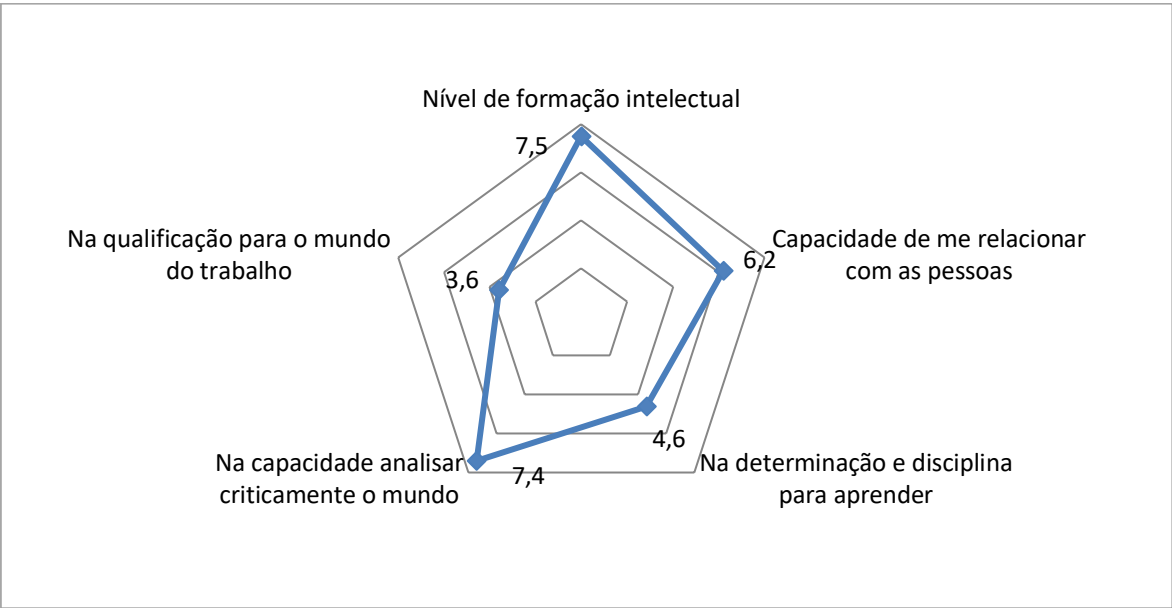 Nível de formação intelectual
7,5
Capacidade de me relacionar
com as pessoas
6,2
Na determinação e disciplina
para aprender
4,6
Na capacidade analisar
criticamente o mundo
7,4
Na qualificação para o mundo
do trabalho
3,6